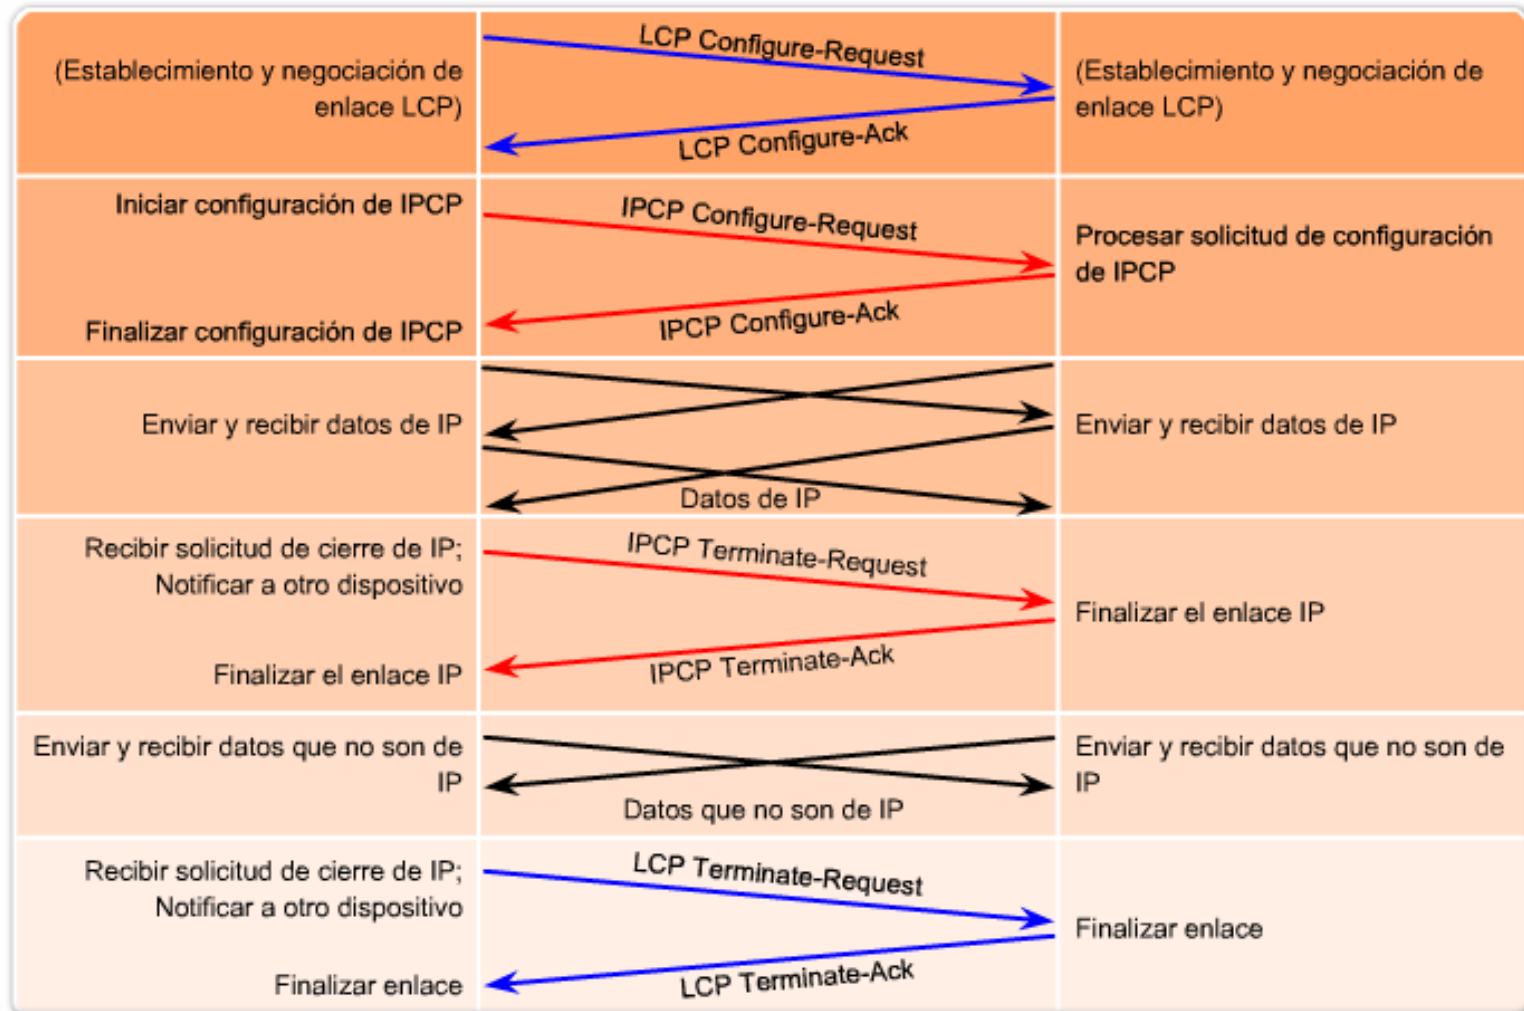 (Establecimiento y negociación de
enlace LCP)
LCP Configure-Request
LCP Configure-Ack
(Establecimiento y negociación de
enlace LCP)
Iniciar configuración de IPCP
Finalizar configuración de IPCP
IPCP Configure-Request
IPCP Configure-Ack
Procesar solicitud de configuración
de IPCP
Enviar y recibir datos de IP
Datos de IP
Enviar y recibir datos de IP
Recibir solicitud de cierre de IP;
Notificar a otro dispositivo
Finalizar el enlace IP
IPCP Terminate-Request
IPCP Terminate-Ack
Finalizar el enlace IP
Enviar y recibir datos que no son de
IP
Datos que no son de IP
Enviar y recibir datos que no son de
IP
Recibir solicitud de cierre de IP;
Notificar a otro dispositivo
Finalizar enlace
LCP Terminate-Request
LCP Terminate-Ack
Finalizar enlace